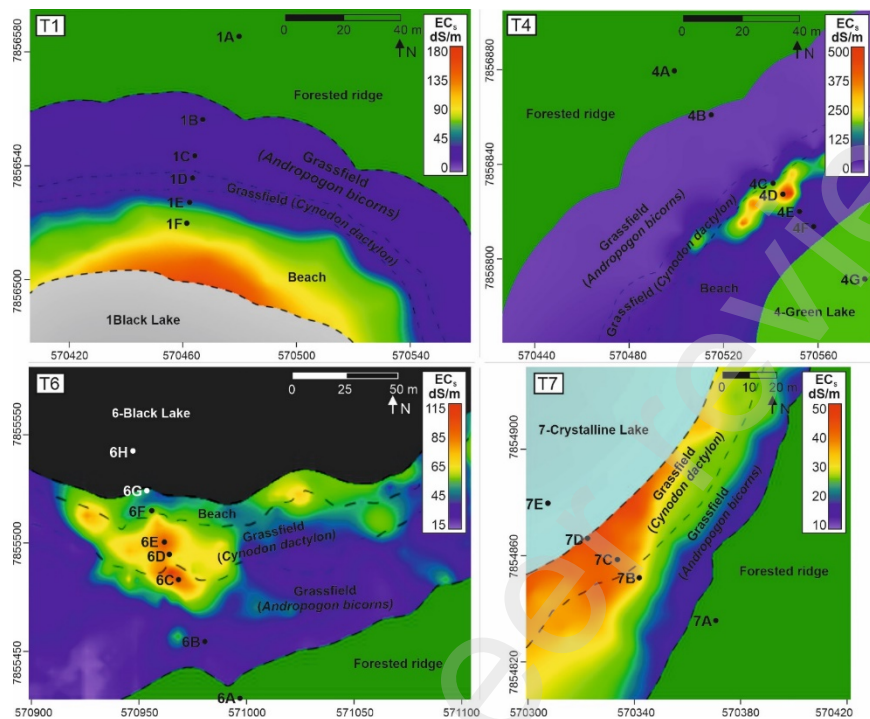 T1
0 20 40 m
N
ECs
dS/m
180
135
90
45
0
7856580
7856540
7856500
1A
Forested ridge
1B
1C
1D
1E
1F
Grassfield
(Andropogon bicorns)
Grassfield (Cynodon dactylon)
Beach
1Black Lake
570420 570460 570500 570540
T4
0 20 40 m
N
ECs
dS/m
500
375
250
125
0
7856880
7856840
7856800
4A
Forested ridge
4B
4C
4D
4E
4F
4G
Grassfield
(Andropogon bicorns)
Grassfield (Cynodon dactylon)
Beach
4-Green Lake
570440 570480 570520 570560
T6
0 25 50 m
N
ECs
dS/m
115
85
65
45
15
7855550
7855500
7855450
6-Black Lake
6H
6G
6F
Beach
6E
6D
6C
Grassfield
(Cynodon dactylon)
Grassfield
(Andropogon bicorns)
6B
6A
Forested ridge
570900 570950 571000 571050 571100
T7
0 10 20 m
N
ECs
dS/m
50
40
30
20
10
7854900
7854860
7854820
7-Crystalline Lake
7E
7D
7C
7B
7A
Grassfield
(Cynodon dactylon)
Grassfield
(Andropogon bicorns)
Forested ridge
570300 570340 570380 570420